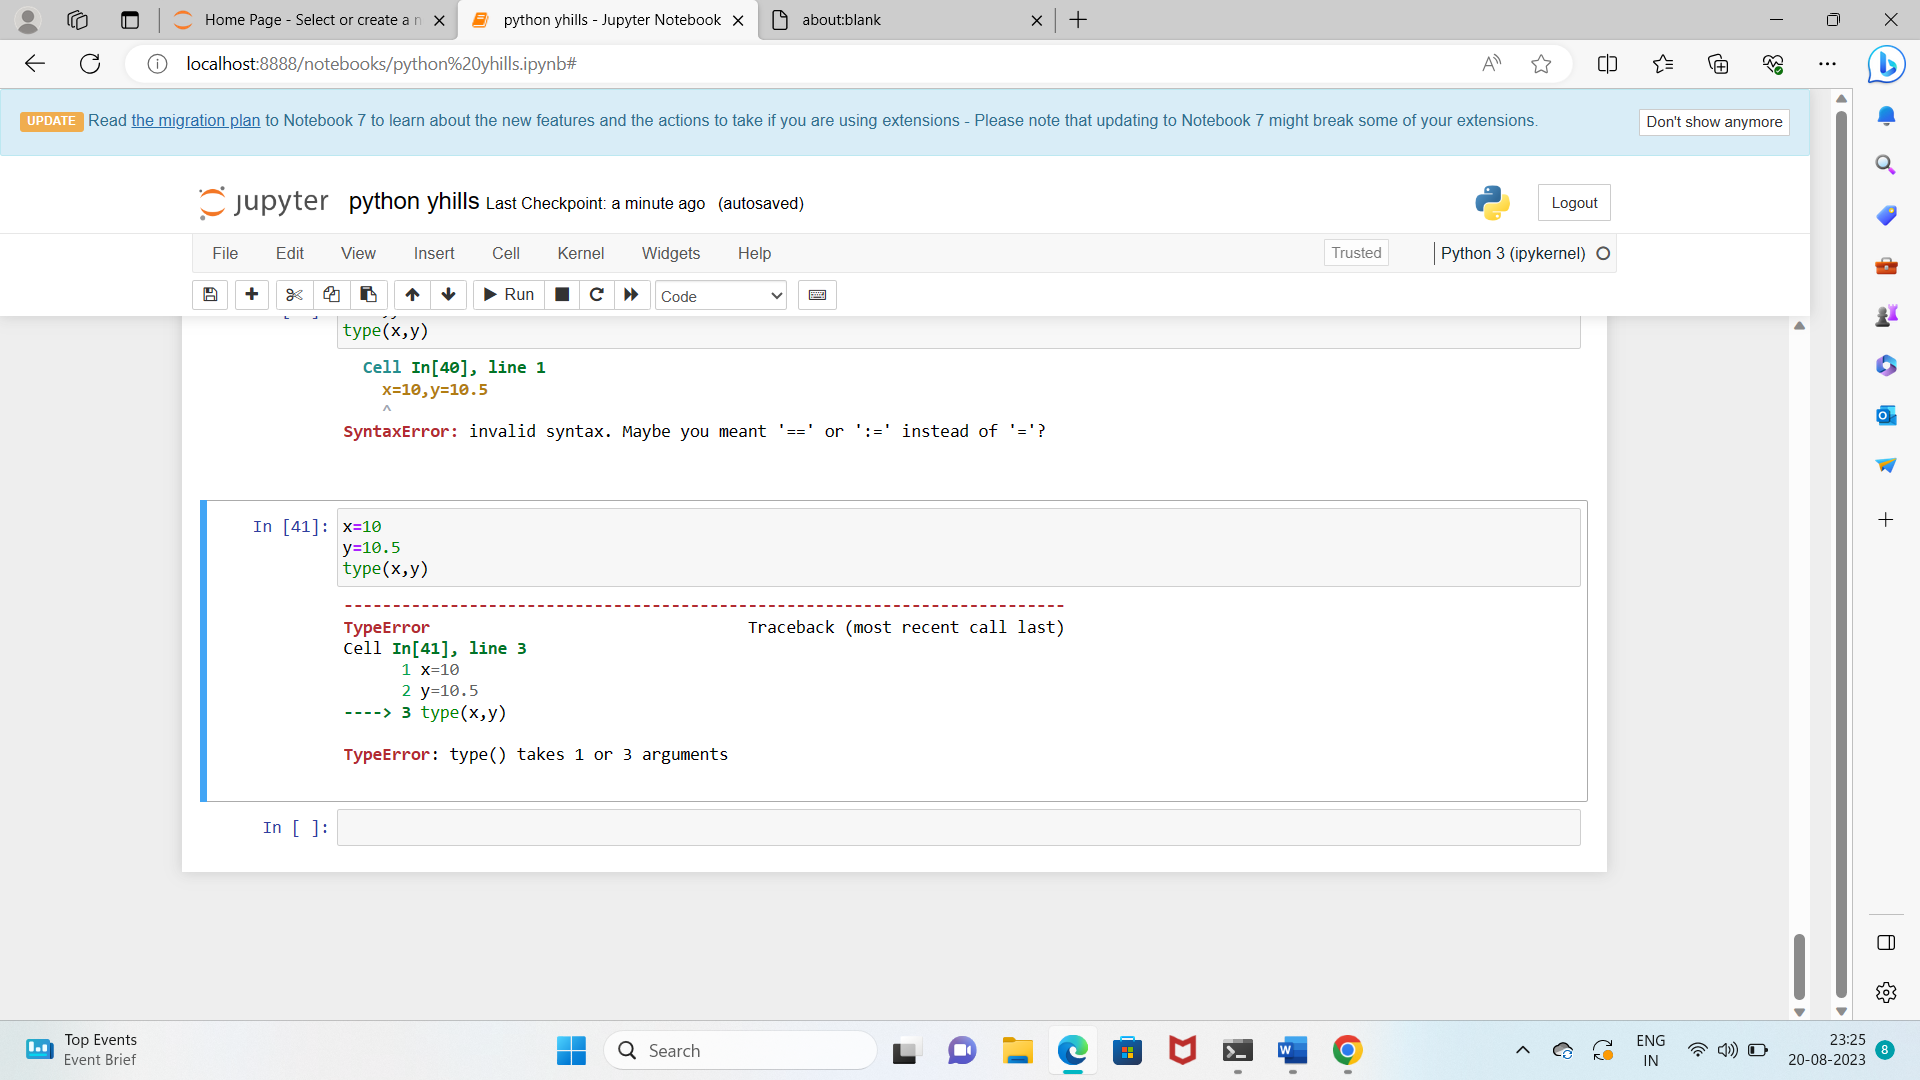 Home Page - Select or create a n
python yhills - Jupyter Notebook
about:blank
localhost:8888/notebooks/python%20yhills.ipynb#
UPDATE Read the migration plan to Notebook 7 to learn about the new features and the actions to take if you are using extensions - Please note that updating to Notebook 7 might break some of your extensions.
Don't show anymore
jupyter python yhills Last Checkpoint: a minute ago (autosaved)
Logout
File Edit View Insert Cell Kernel Widgets Help
Trusted
Python 3 (ipykernel)
Run
Code
type(x,y)
Cell In[40], line 1
x=10,y=10.5
^
SyntaxError: invalid syntax. Maybe you meant '==' or ':=' instead of '='?
In [41]: x=10
y=10.5
type(x,y)
---------------------------------------------------------------------------
TypeError Traceback (most recent call last)
Cell In[41], line 3
1 x=10
2 y=10.5
----> 3 type(x,y)
TypeError: type() takes 1 or 3 arguments
In [ ]:
Top Events
Event Brief
Search
ENG
IN
23:25
20-08-2023
8